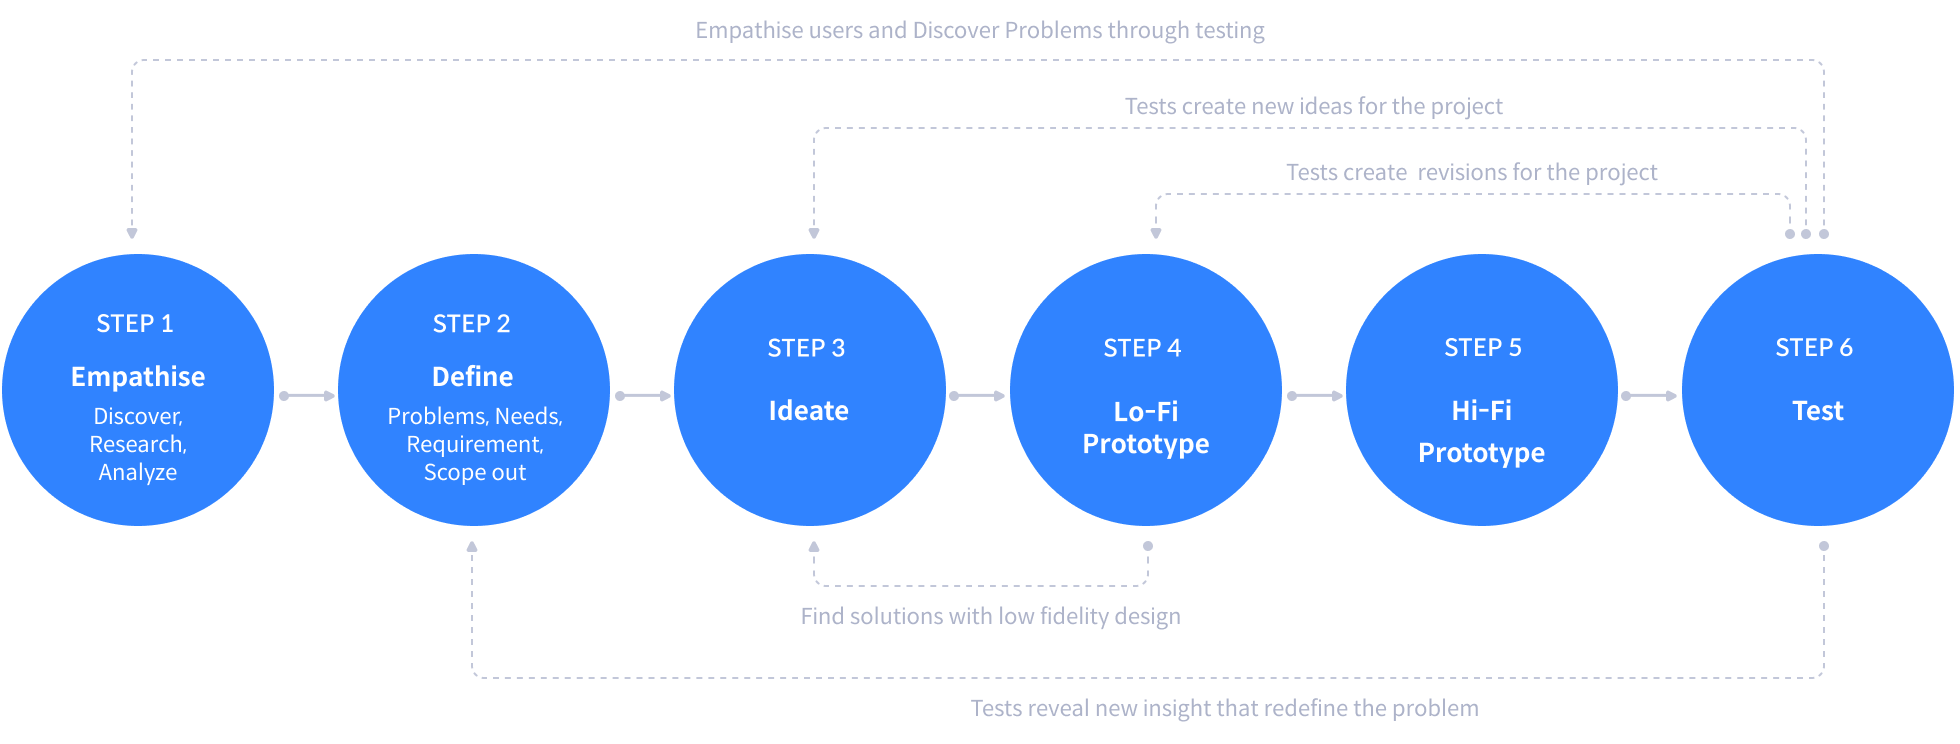 Empathise users and Discover Problems through testing
Tests create new ideas for the project
Tests create  revisions for the project
STEP 1
Empathise
Discover,
Research,
Analyze
STEP 2
Define
Problems, Needs,
Requirement,
Scope out
STEP 3
Ideate
STEP 4
Lo-Fi
Prototype
STEP 5
Hi-Fi
Prototype
STEP 6
Test
Find solutions with low fidelity design
Tests reveal new insight that redefine the problem